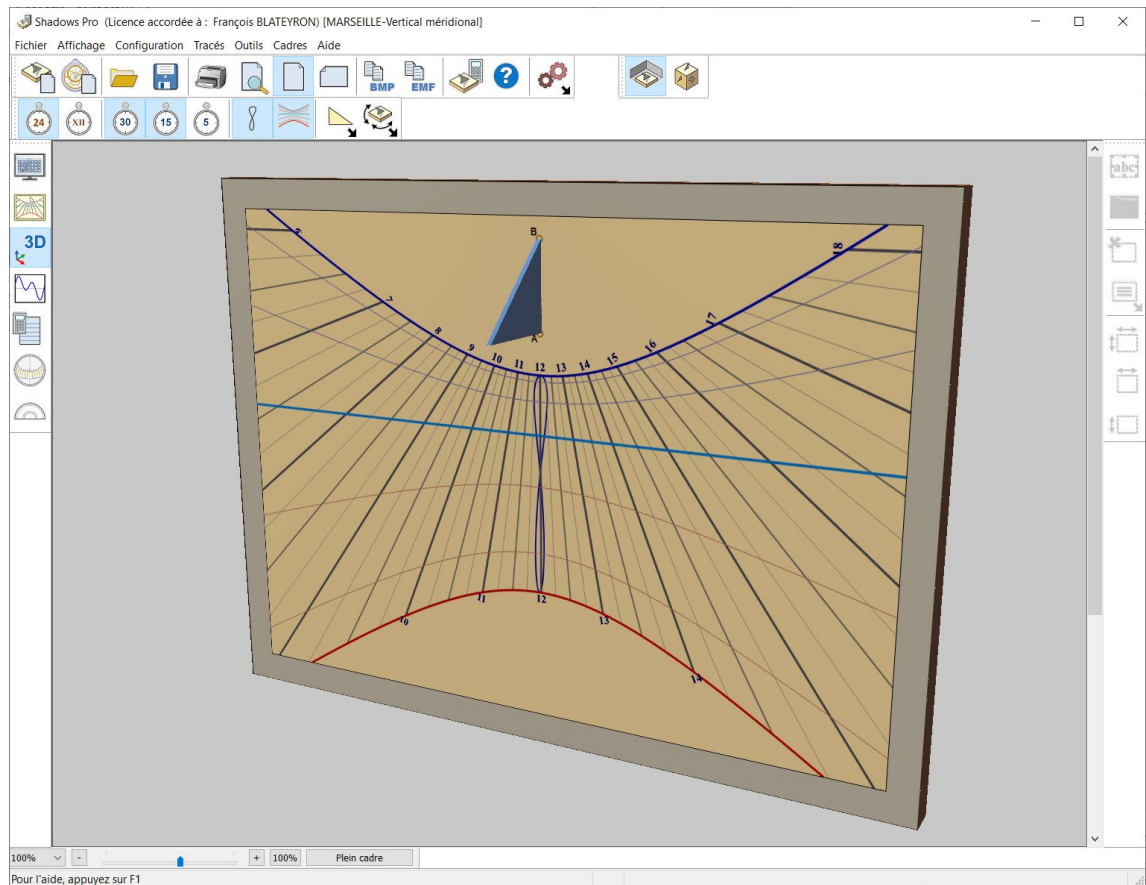 Shadows Pro (Licence accordée à : François BLATEYRON) [MARSEILLE-Vertical méridional]
Fichier Affichage Configuration Tracés Outils Cadres Aide
BMP EMF ?
24 XII 30 15 5
abc
3D
B
A
6 7 8 9 10 11 12 13 14 15 16 17 18
10 11 12 13 14
100% - + 100% Plein cadre
Pour l'aide, appuyez sur F1